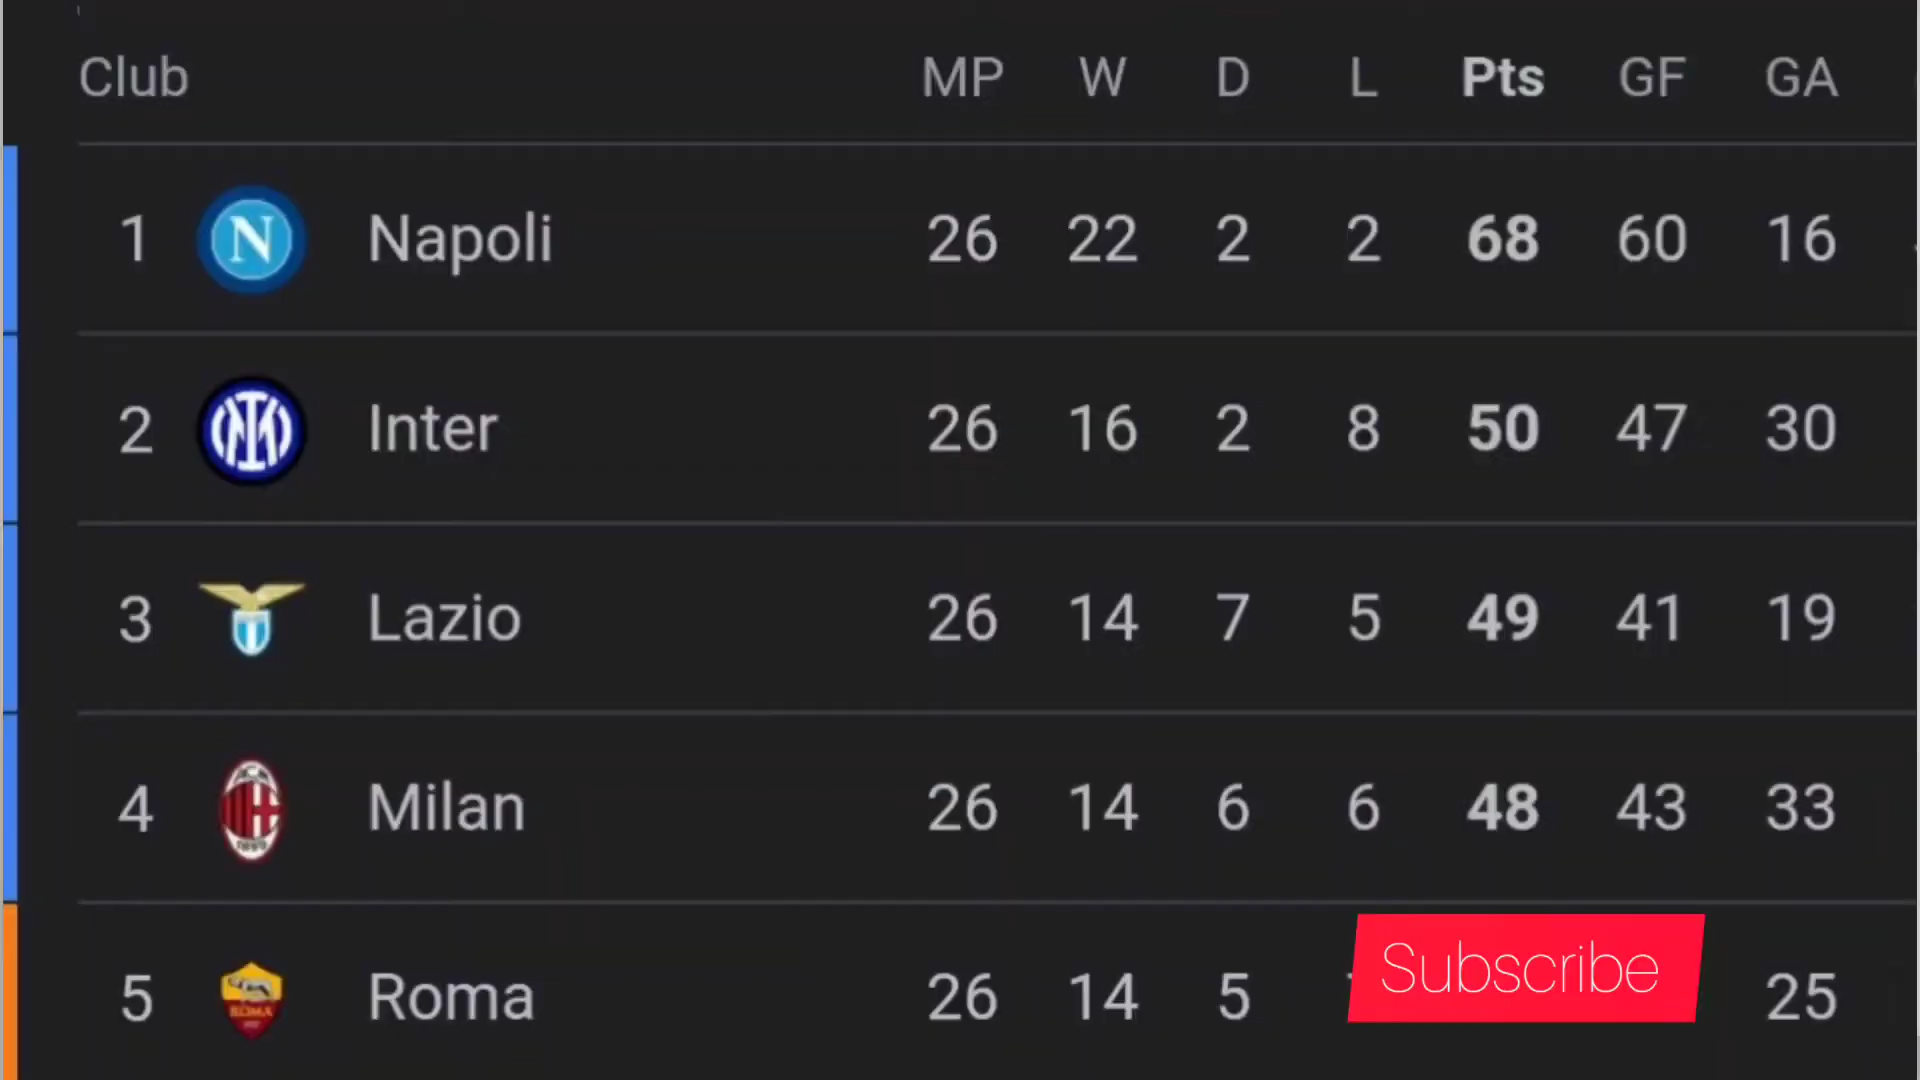 Club MP W D L Pts GF GA
1 N Napoli 26 22 2 2 68 60 16
2 Inter 26 16 2 8 50 47 30
3 Lazio 26 14 7 5 49 41 19
4 1899 Milan 26 14 6 6 48 43 33
5 ROMA Roma 26 14 5 Subscribe 25